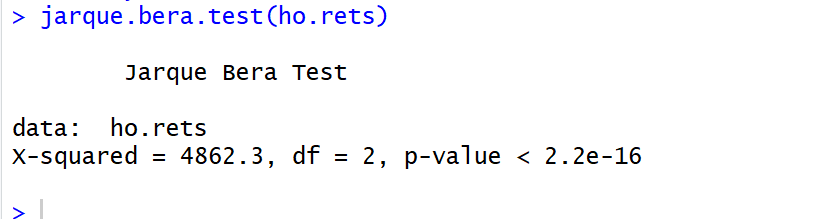 > jarque.bera.test(ho.rets)
Jarque Bera Test
data:  ho.rets
X-squared = 4862.3, df = 2, p-value < 2.2e-16
>